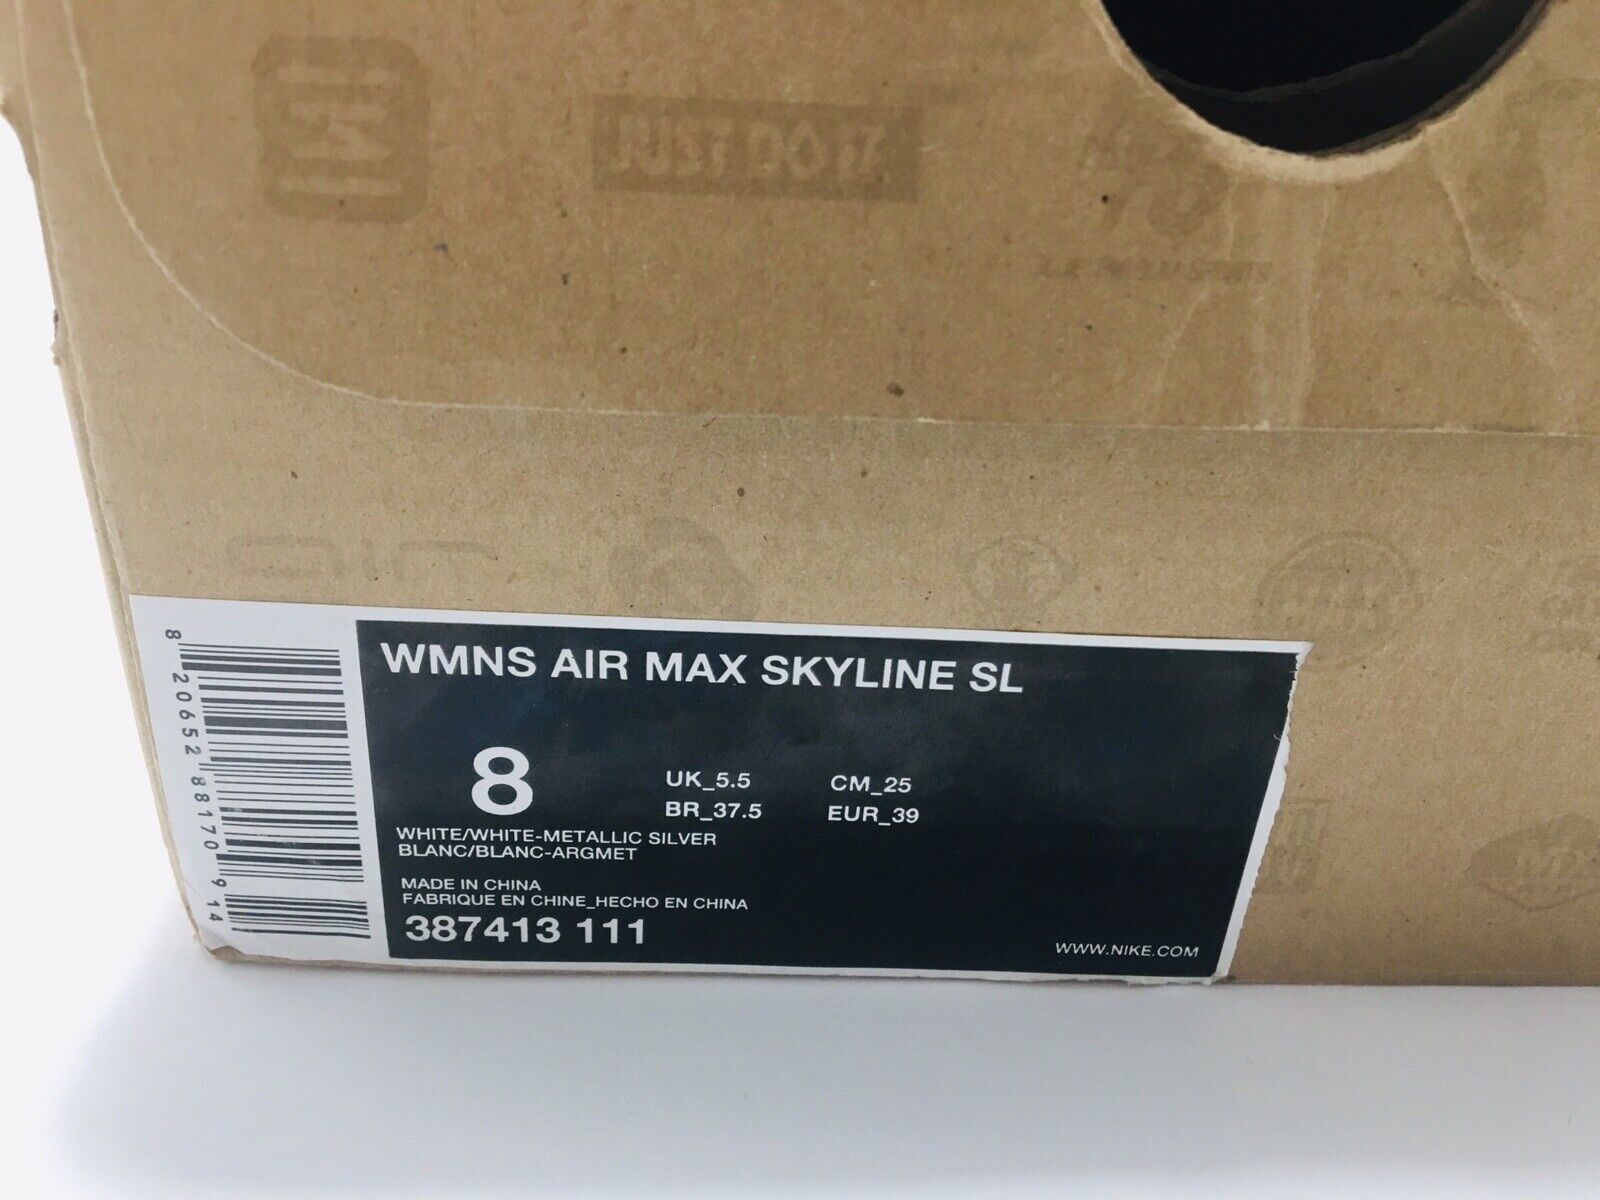 JUST DO IT.
WMNS AIR MAX SKYLINE SL
8
UK_5.5 CM_25
BR_37.5 EUR_39
WHITE/WHITE-METALLIC SILVER
BLANC/BLANC-ARGMET
MADE IN CHINA
FABRIQUE EN CHINE_HECHO EN CHINA
387413 111
WWW.NIKE.COM
8 20652 88170 9 14